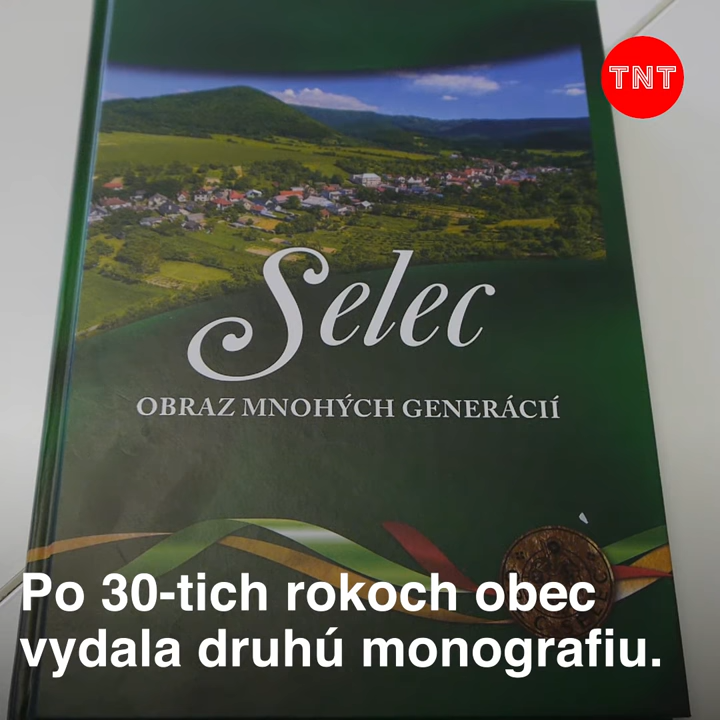 TNT
Selec
OBRAZ MNOHÝCH GENERÁCIÍ
Po 30-tich rokoch obec
vydala druhú monografiu.